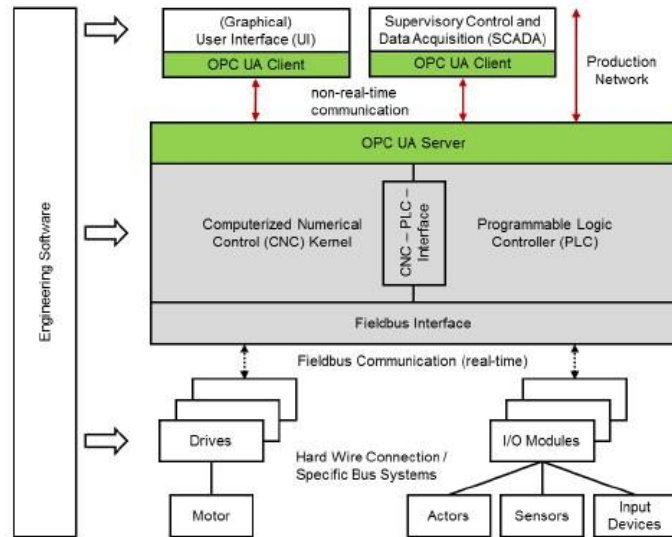 (Graphical)
User Interface (UI)
OPC UA Client
Supervisory Control and
Data Acquisition (SCADA)
OPC UA Client
Production
Network
non-real-time
communication
OPC UA Server
Engineering Software
Computerized Numerical
Control (CNC) Kernel
CNC – PLC –
Interface
Programmable Logic
Controller (PLC)
Fieldbus Interface
Fieldbus Communication (real-time)
Drives
I/O Modules
Hard Wire Connection /
Specific Bus Systems
Motor
Actors
Sensors
Input
Devices